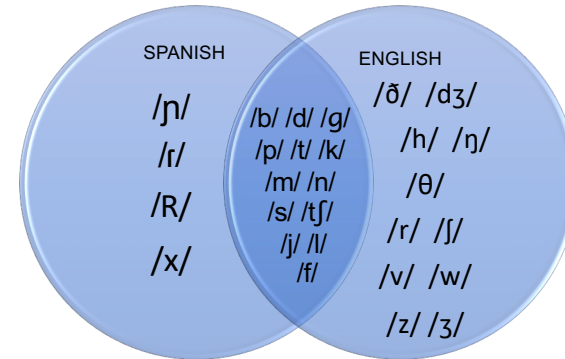 SPANISH
/ɲ/
/ɾ/
/R/
/x/
/b/ /d/ /g/
/p/ /t/ /k/
/m/ /n/
/s/ /tʃ/
/j/ /l/
/f/
ENGLISH
/ð/ /dʒ/
/h/ /ŋ/
/θ/
/r/ /ʃ/
/v/ /w/
/z/ /ʒ/